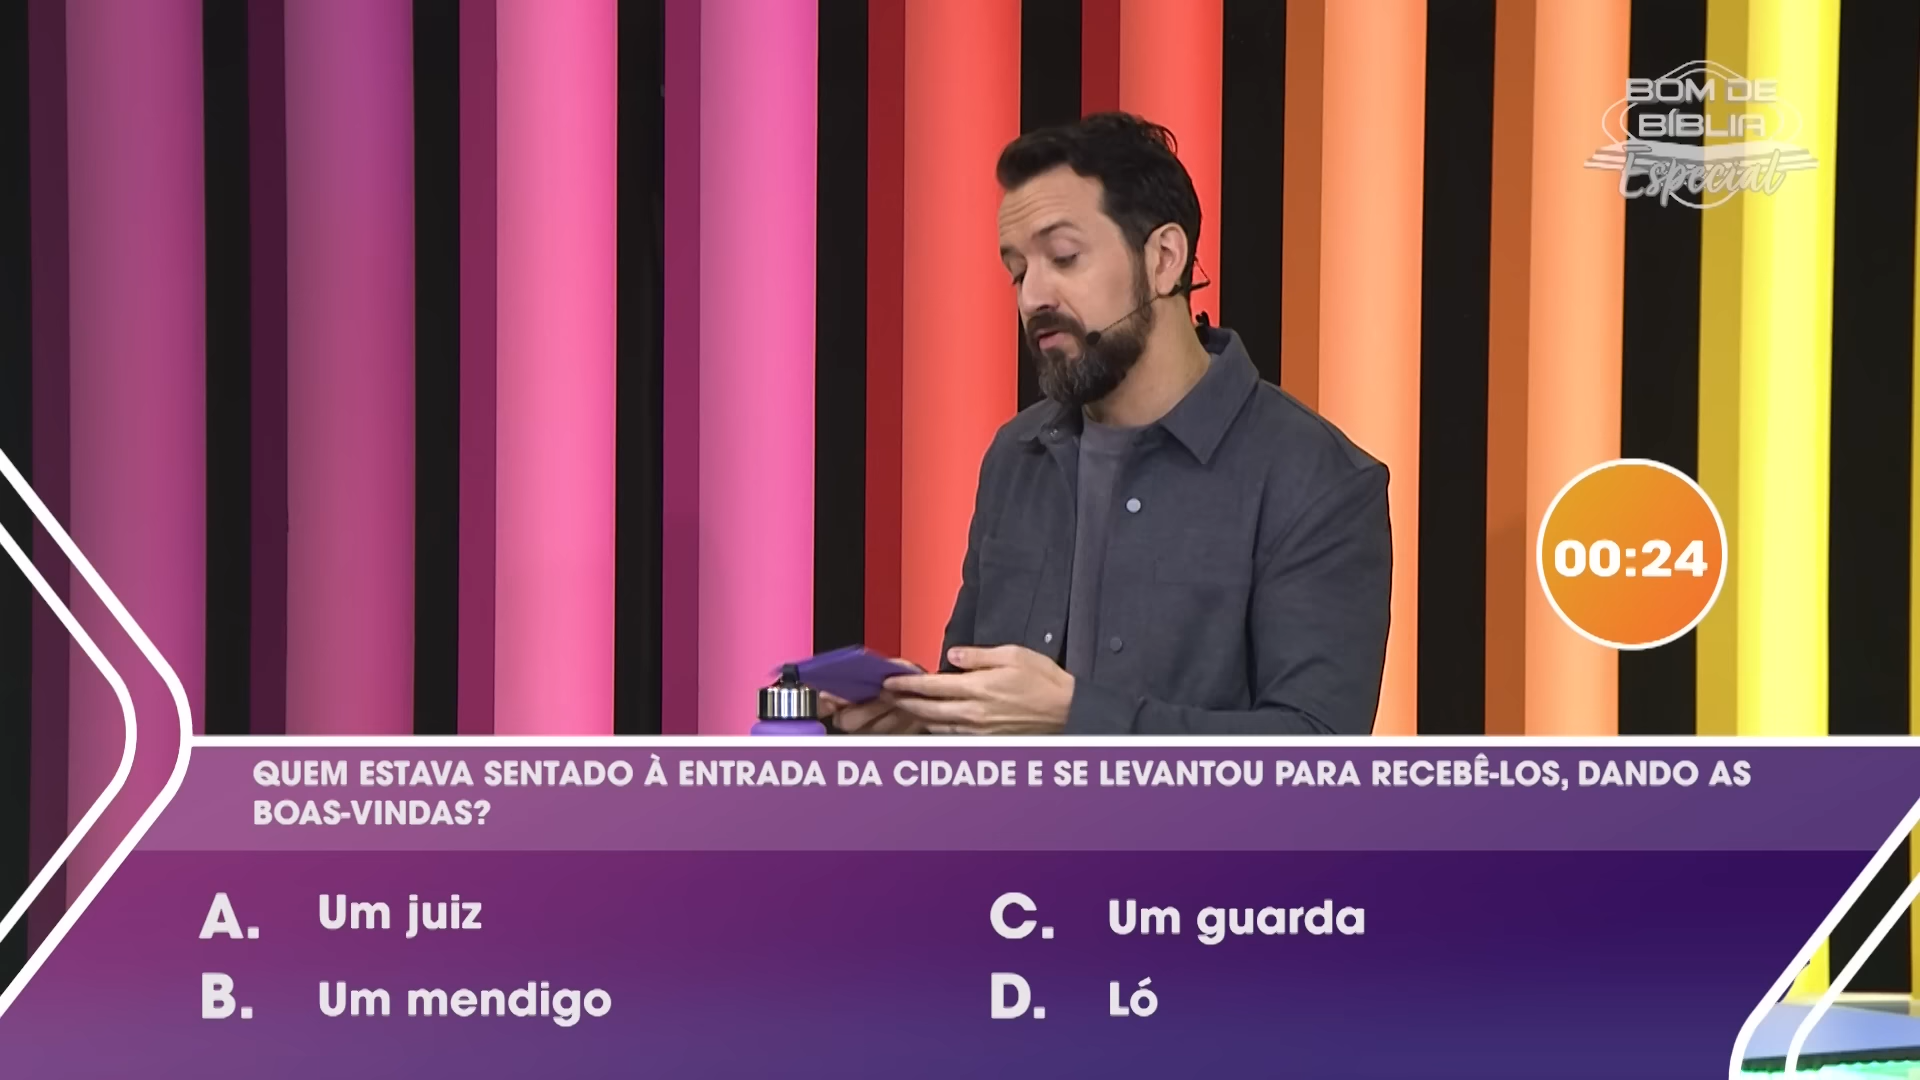 BOM DE
BÍBLIA
Especial
00:24
QUEM ESTAVA SENTADO À ENTRADA DA CIDADE E SE LEVANTOU PARA RECEBÊ-LOS, DANDO AS
BOAS-VINDAS?
A. Um juiz
C. Um guarda
B. Um mendigo
D. Ló